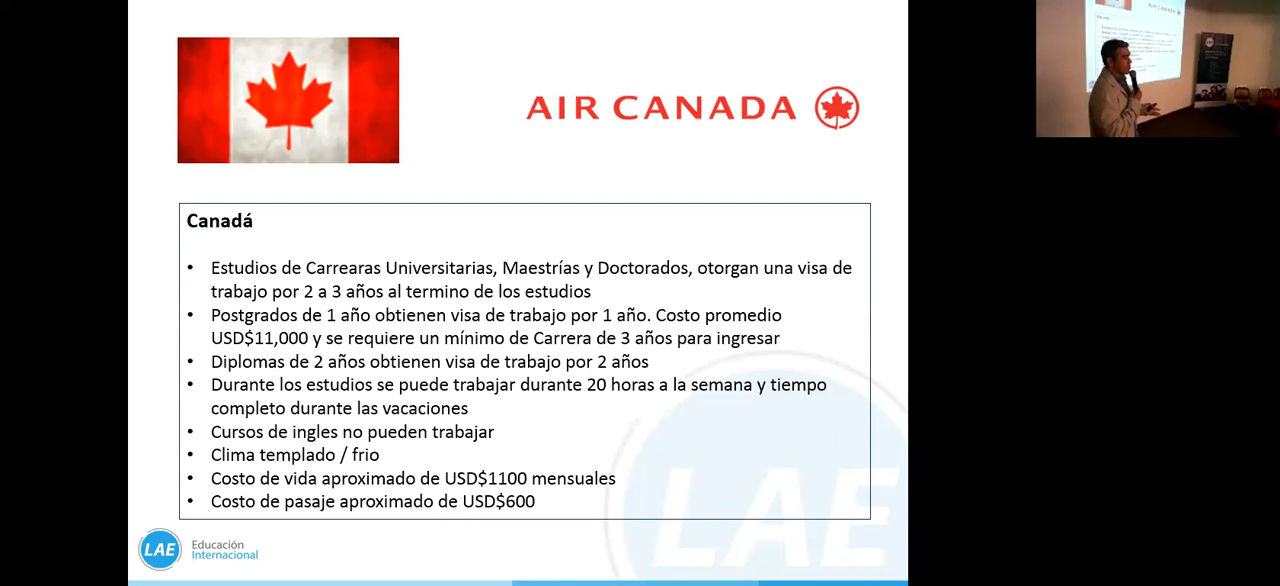 AIR CANADA
Canadá
• Estudios de Carrearas Universitarias, Maestrías y Doctorados, otorgan una visa de
trabajo por 2 a 3 años al termino de los estudios
• Postgrados de 1 año obtienen visa de trabajo por 1 año. Costo promedio
USD$11,000 y se requiere un mínimo de Carrera de 3 años para ingresar
• Diplomas de 2 años obtienen visa de trabajo por 2 años
• Durante los estudios se puede trabajar durante 20 horas a la semana y tiempo
completo durante las vacaciones
• Cursos de ingles no pueden trabajar
• Clima templado / frio
• Costo de vida aproximado de USD$1100 mensuales
• Costo de pasaje aproximado de USD$600
LAE
LAE Educación
Internacional